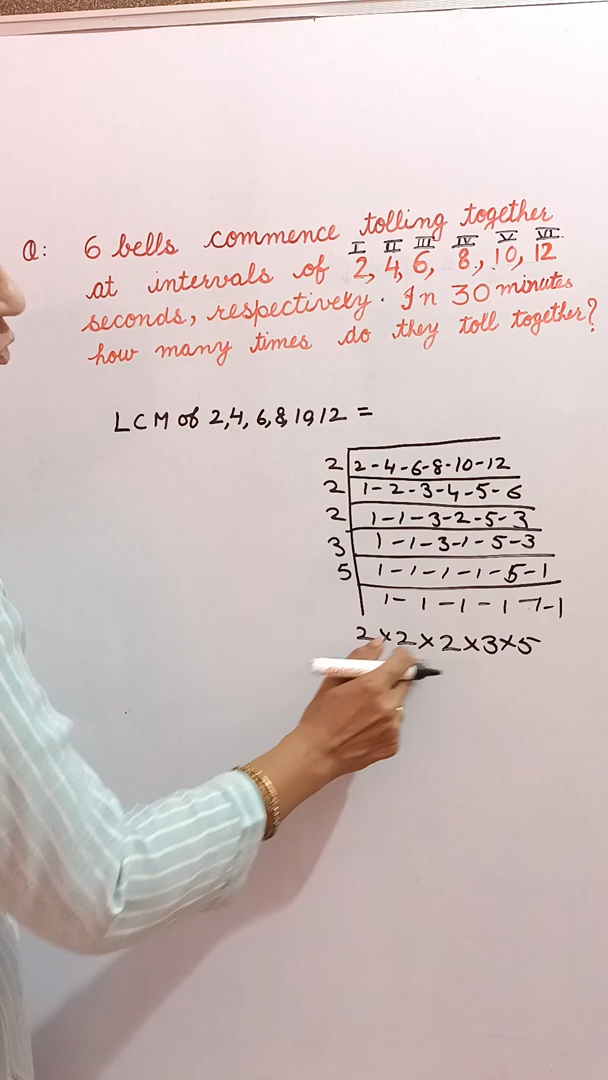 Q: 6 bells commence tolling together
I II III IV V VI
at intervals of 2, 4, 6, 8, 10, 12
seconds, respectively. In 30 minutes
how many times do they toll together?
LCM of 2,4,6,8,10,12 =
2 2-4-6-8-10-12
2 1-2-3-4-5-6
2 1-1-3-2-5-3
3 1-1-3-1-5-3
5 1-1-1-1-5-1
1-1-1-1-1-1
2×2×2×3×5